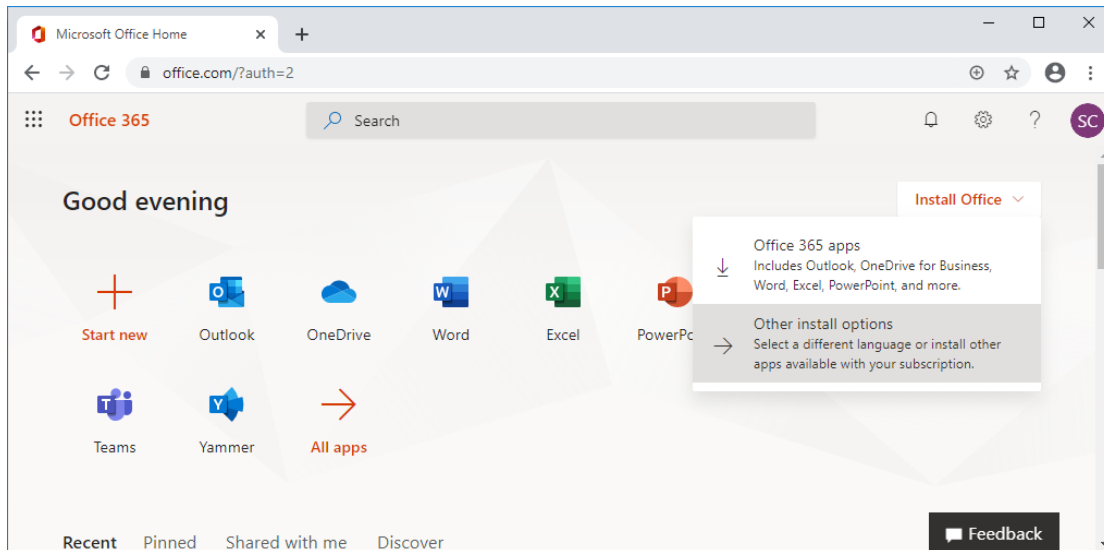 Microsoft Office Home
office.com/?auth=2
Office 365
Search
SC
Good evening
Install Office
Office 365 apps
Includes Outlook, OneDrive for Business,
Word, Excel, PowerPoint, and more.
Other install options
Select a different language or install other
apps available with your subscription.
Start new
Outlook
OneDrive
Word
Excel
PowerPo
Teams
Yammer
All apps
Recent
Pinned
Shared with me
Discover
Feedback